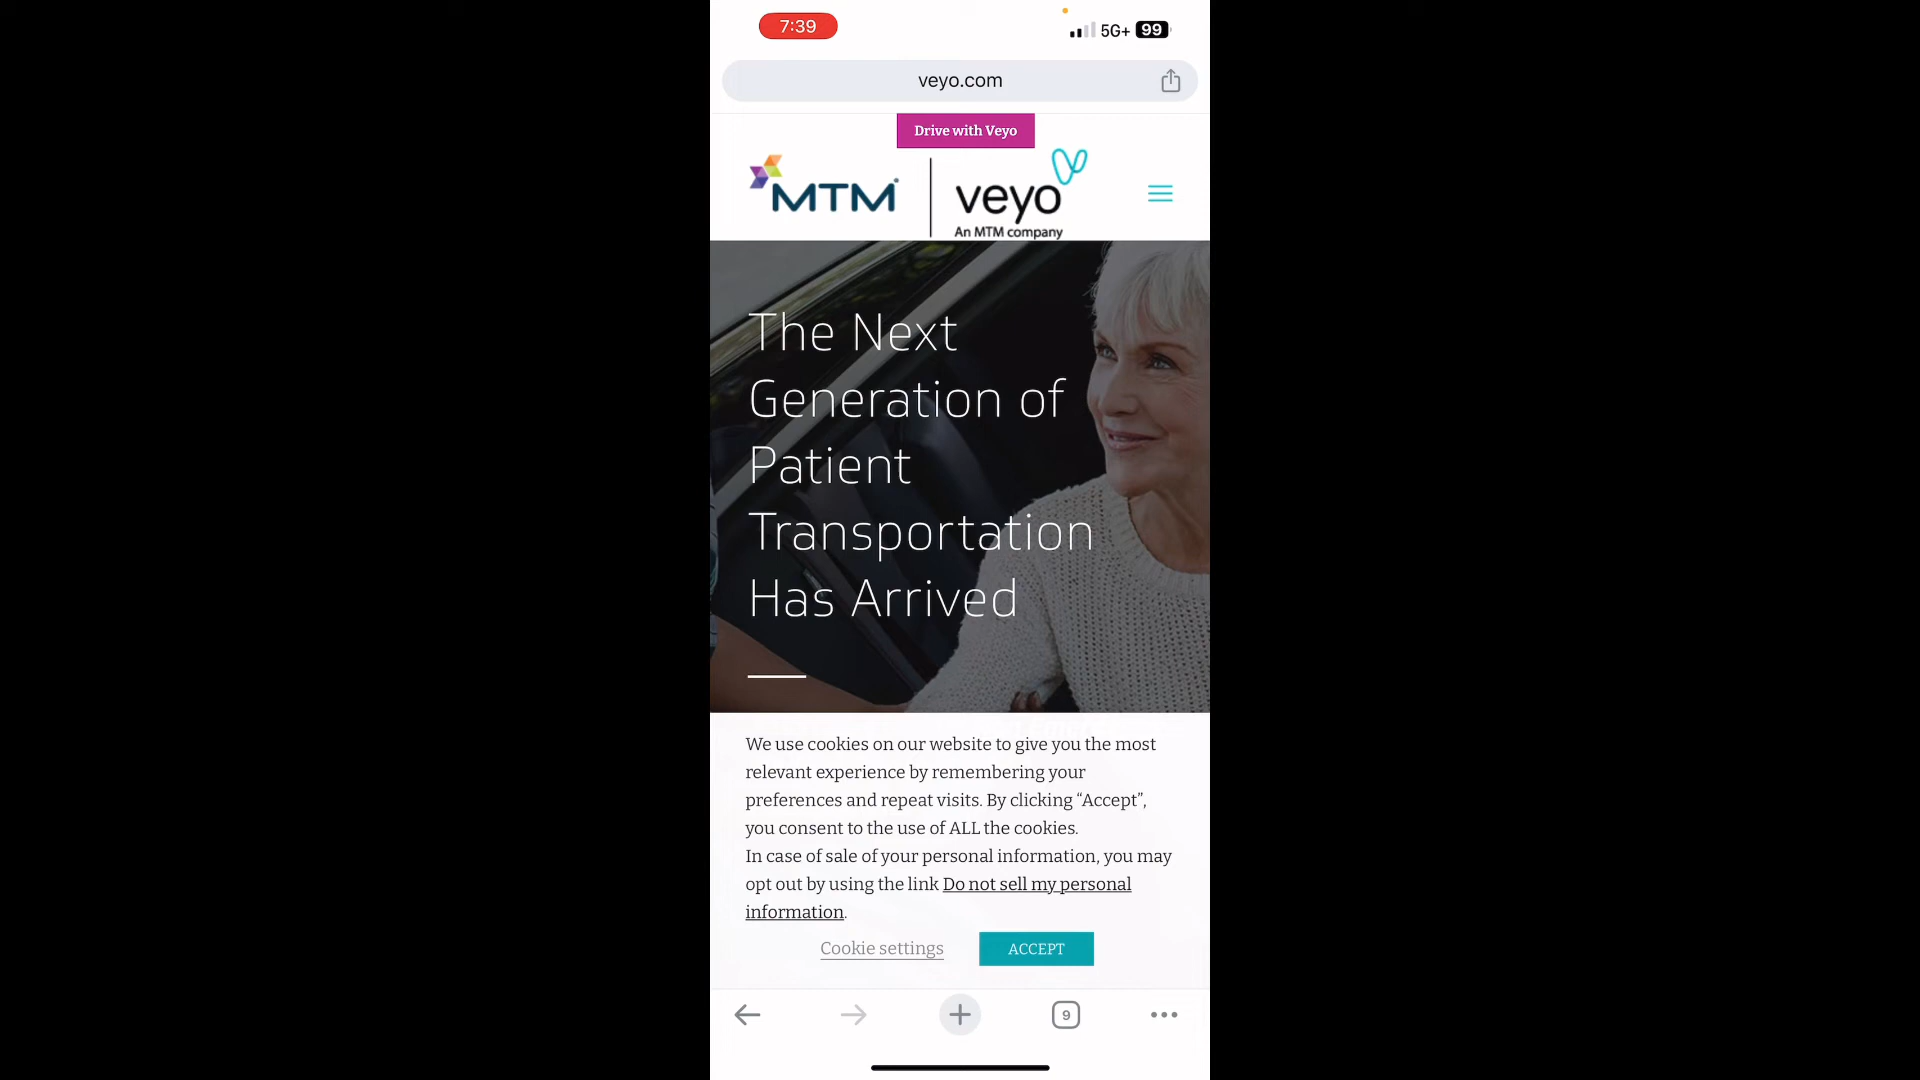 7:39
5G+ 99
veyo.com
Drive with Veyo
MTM
veyo
An MTM company
The Next
Generation of
Patient
Transportation
Has Arrived
We use cookies on our website to give you the most
relevant experience by remembering your
preferences and repeat visits. By clicking “Accept”,
you consent to the use of ALL the cookies.
In case of sale of your personal information, you may
opt out by using the link Do not sell my personal
information.
Cookie settings
ACCEPT
9